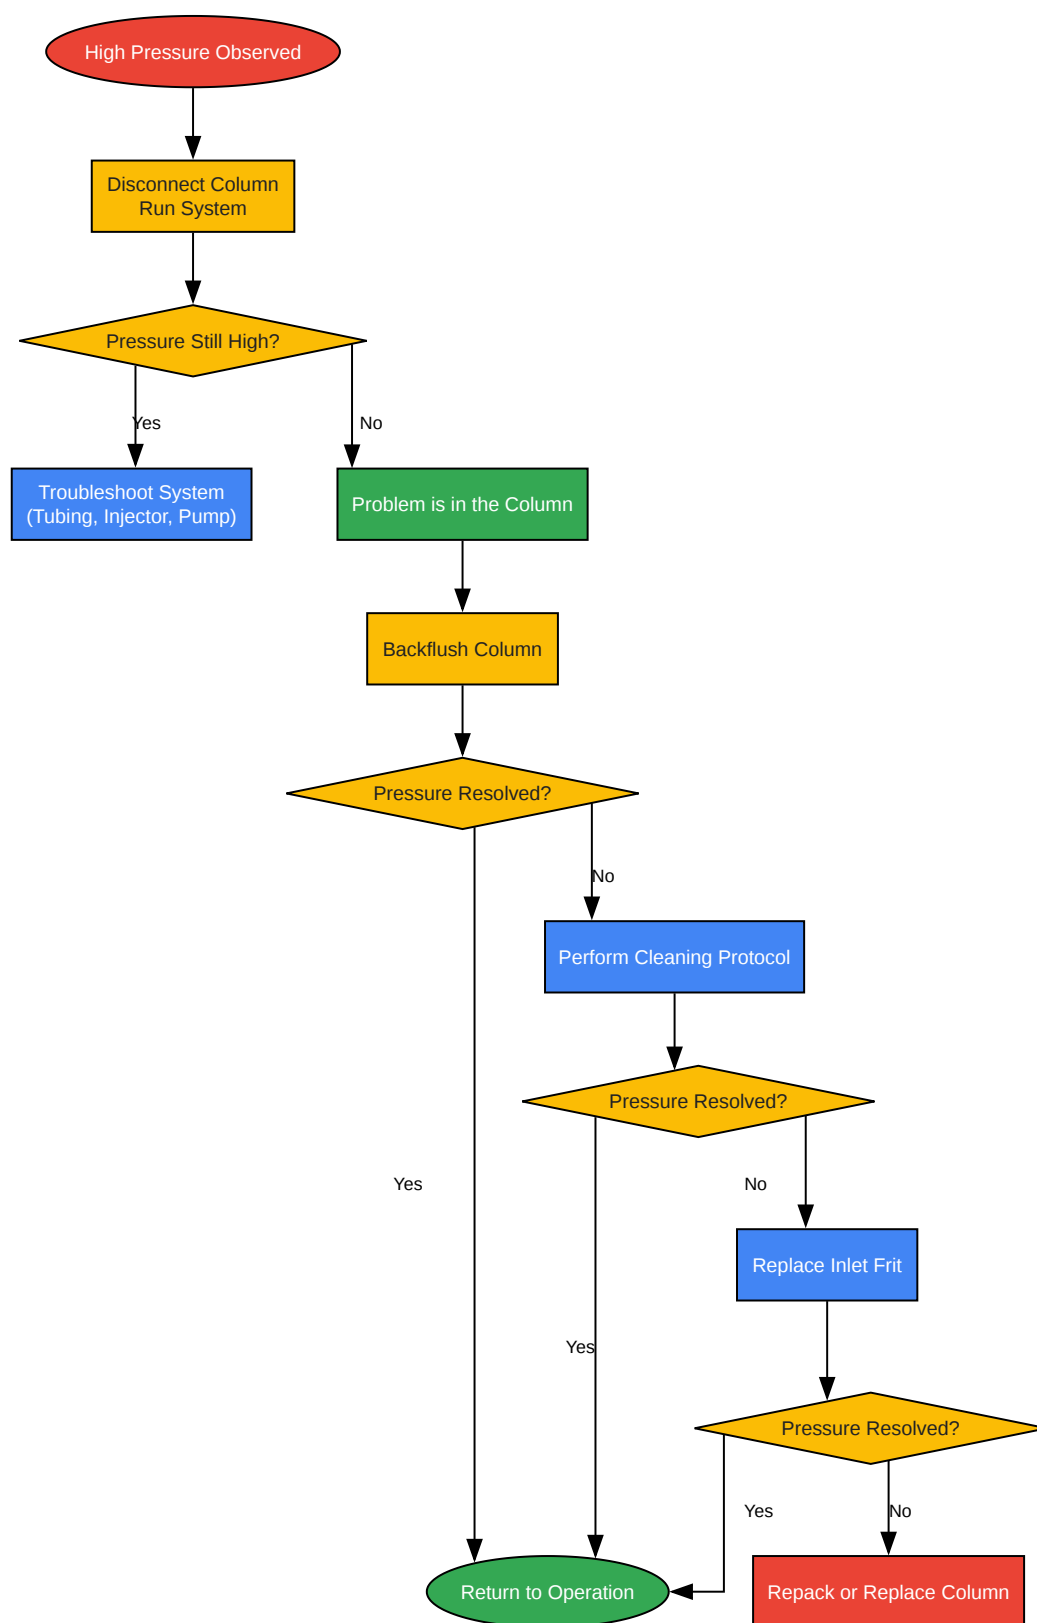 High Pressure Observed
Disconnect Column
Run System
Pressure Still High?
Yes
No
Troubleshoot System
(Tubing, Injector, Pump)
Problem is in the Column
Backflush Column
Pressure Resolved?
No
Perform Cleaning Protocol
Pressure Resolved?
Yes
No
Replace Inlet Frit
Yes
Pressure Resolved?
Yes
No
Return to Operation
Repack or Replace Column